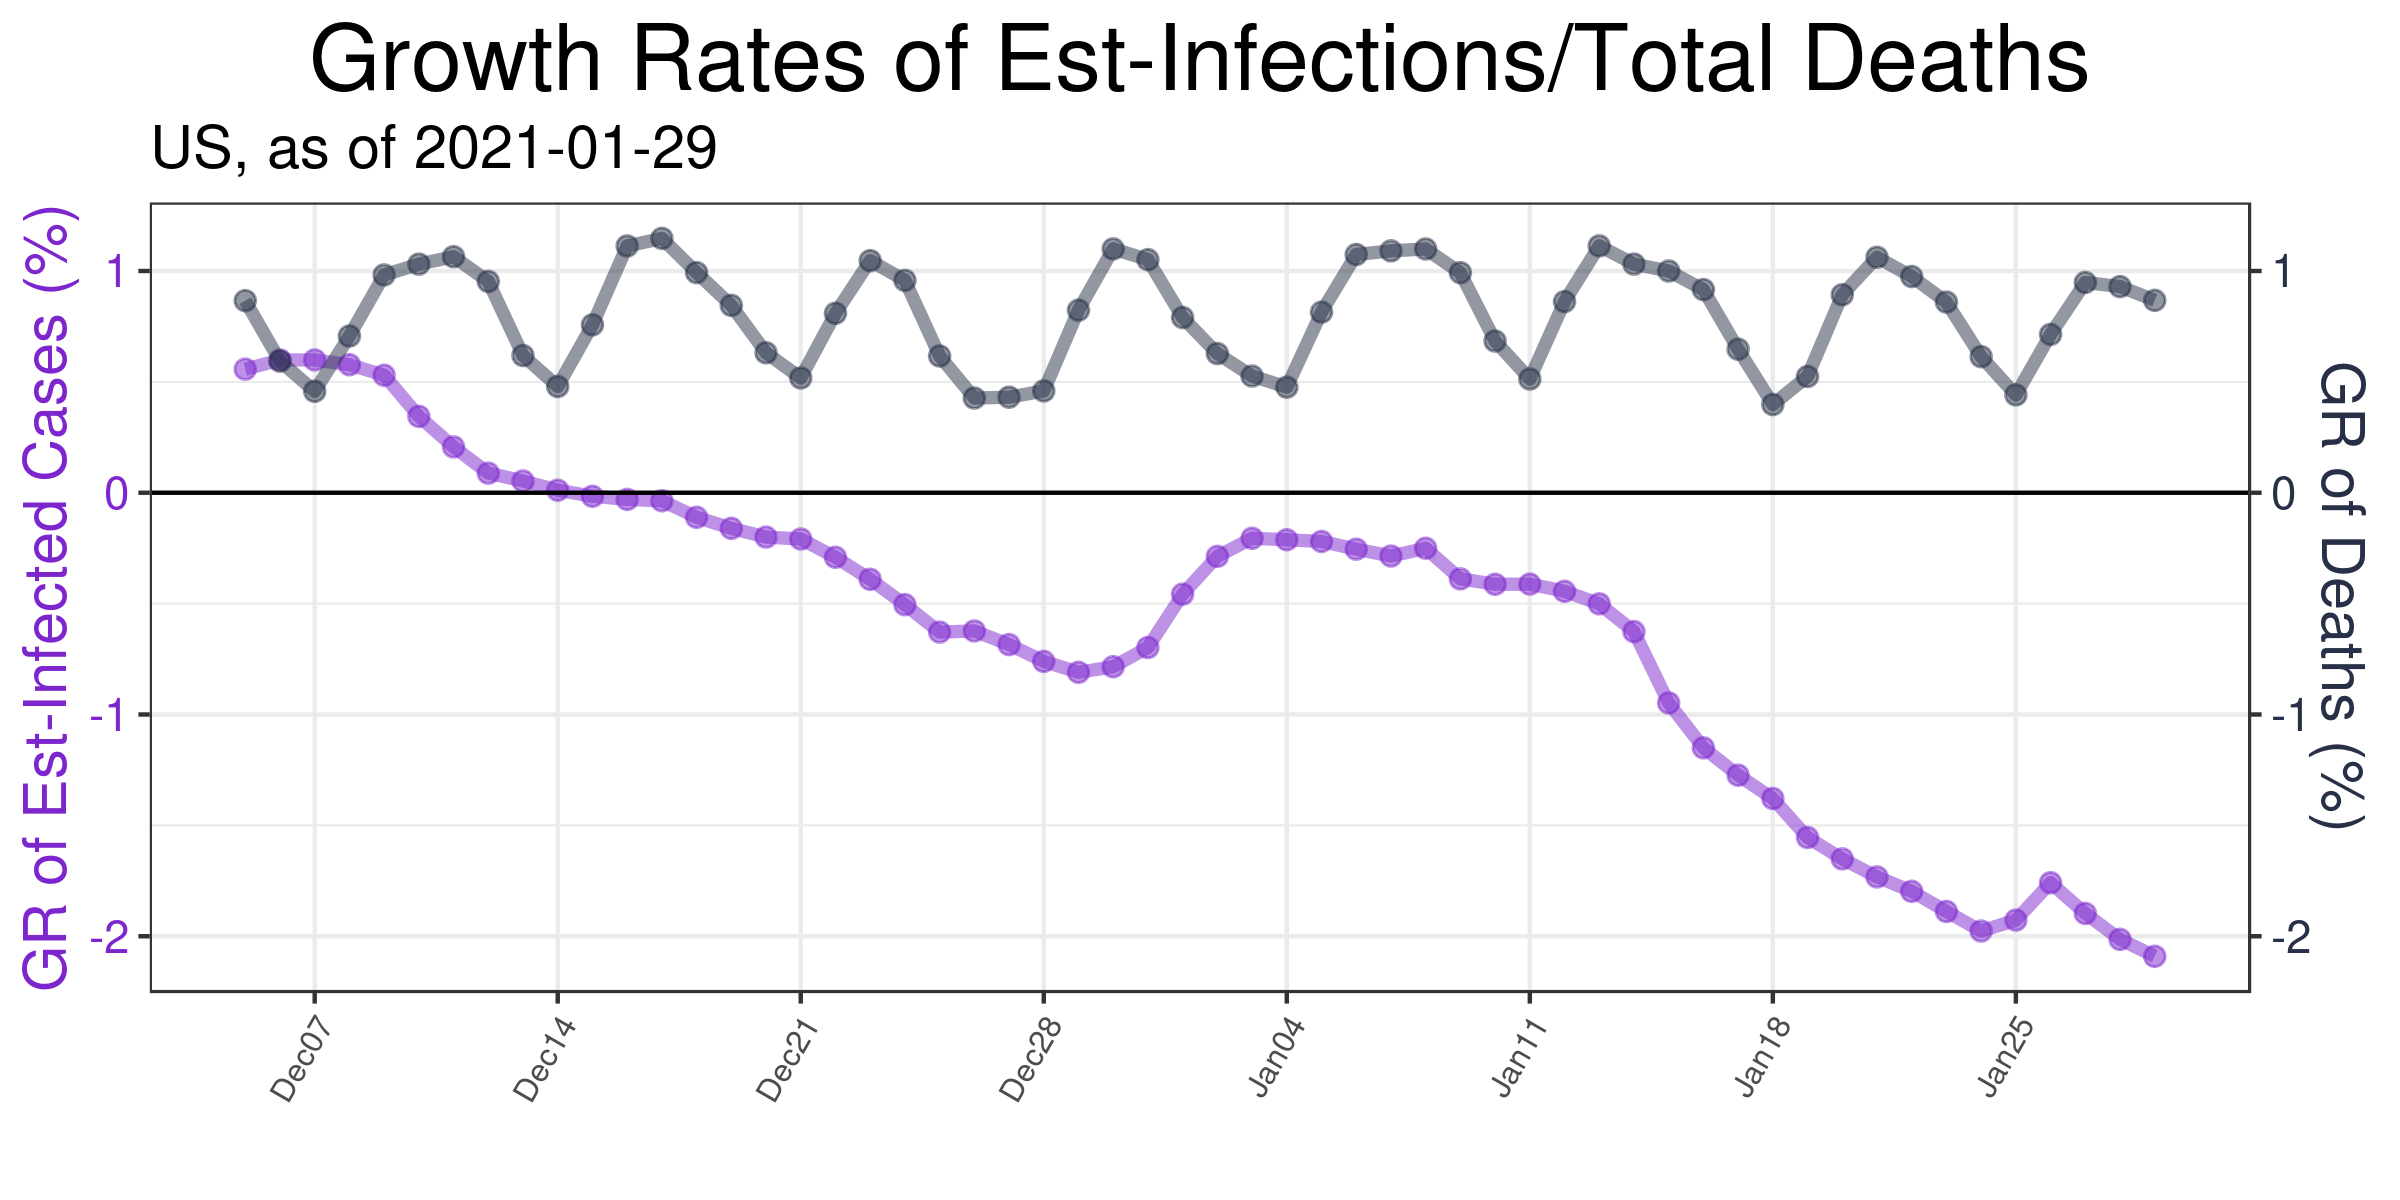 Growth Rates of Est-Infections/Total Deaths
US, as of 2021-01-29
GR of Est-Infected Cases (%)
1
0
-1
-2
1
0
-1
-2
GR of Deaths (%)
Dec07
Dec14
Dec21
Dec28
Jan04
Jan11
Jan18
Jan25